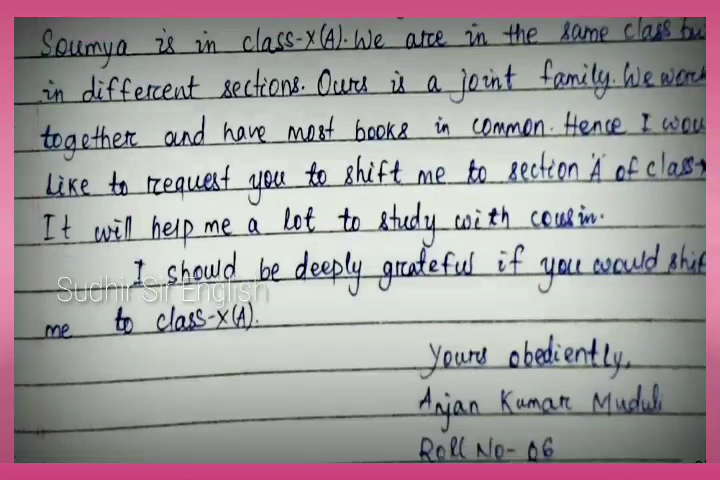 Soumya is in class-X(A). We are in the same class but
in different sections. Ours is a joint family. We work
together and have most books in common. Hence I wou
like to request you to shift me to section 'A' of class-X
It will help me a lot to study with cousin.
I should be deeply grateful if you would shif
Sudhir Sir English
me to class-X(A).
Yours obediently,
Anjan Kumar Muduli
Roll No- 06